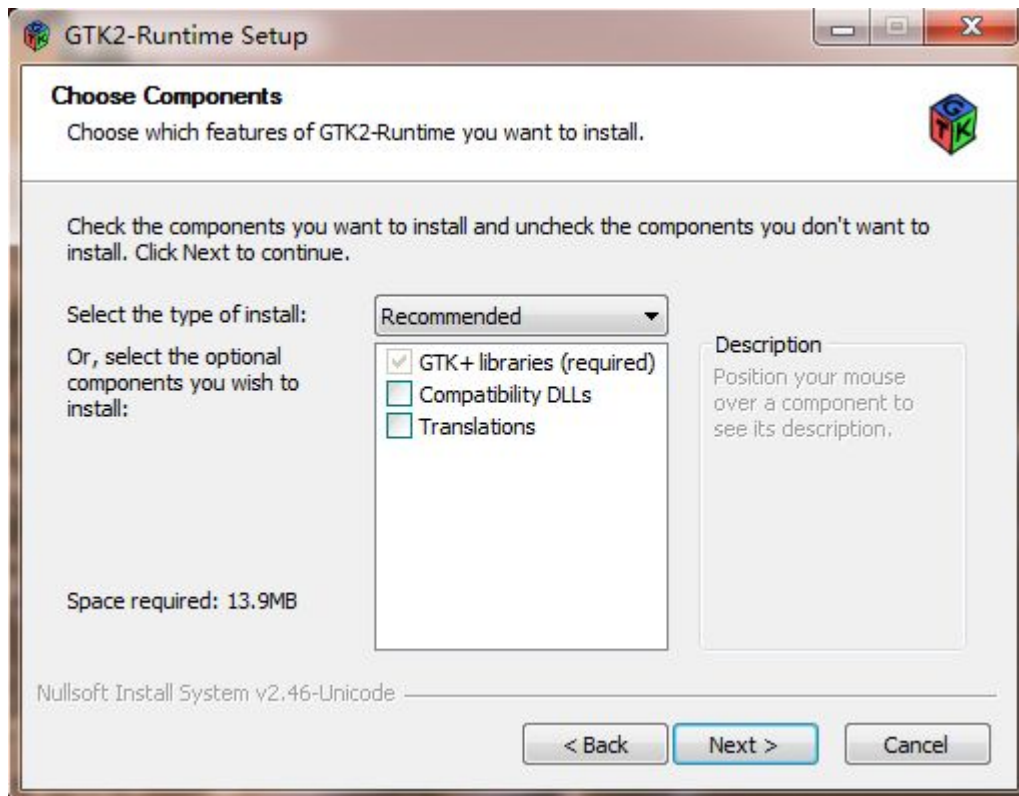 GTK2-Runtime Setup
Choose Components
Choose which features of GTK2-Runtime you want to install.
GTK
Check the components you want to install and uncheck the components you don't want to
install. Click Next to continue.
Select the type of install:
Recommended
Or, select the optional
components you wish to
install:
GTK+ libraries (required)
Compatibility DLLs
Translations
Description
Position your mouse
over a component to
see its description.
Space required: 13.9MB
Nullsoft Install System v2.46-Unicode
< Back
Next >
Cancel